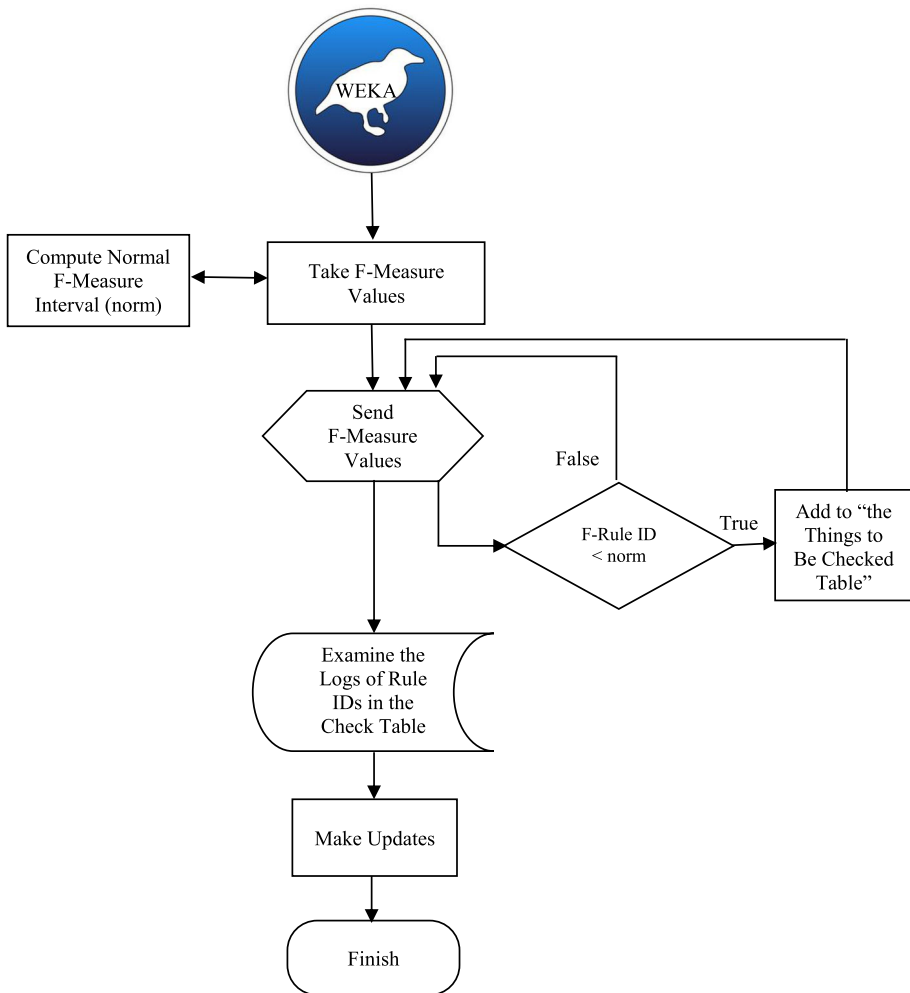 WEKA
Compute Normal
F-Measure
Interval (norm)
Take F-Measure
Values
Send
F-Measure
Values
False
F-Rule ID
< norm
True
Add to “the
Things to
Be Checked
Table”
Examine the
Logs of Rule
IDs in the
Check Table
Make Updates
Finish